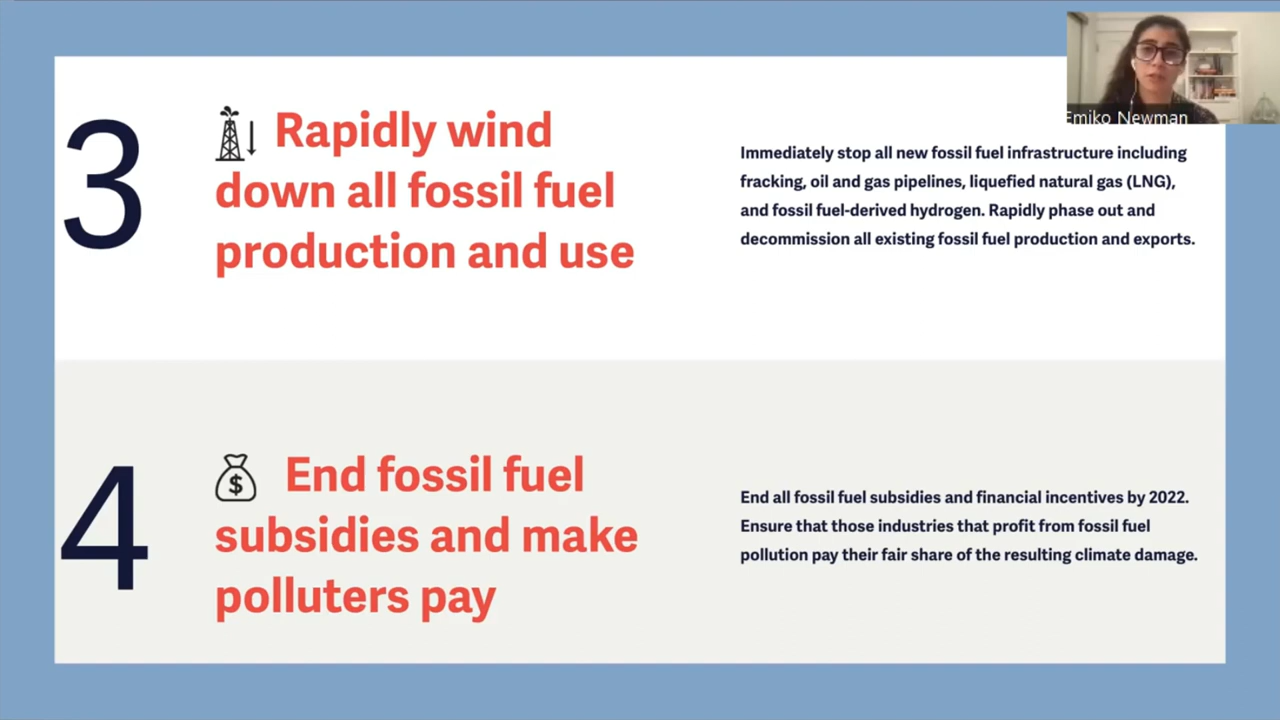 Emiko Newman
3
Rapidly wind
down all fossil fuel
production and use
Immediately stop all new fossil fuel infrastructure including
fracking, oil and gas pipelines, liquefied natural gas (LNG),
and fossil fuel-derived hydrogen. Rapidly phase out and
decommission all existing fossil fuel production and exports.
4
$
End fossil fuel
subsidies and make
polluters pay
End all fossil fuel subsidies and financial incentives by 2022.
Ensure that those industries that profit from fossil fuel
pollution pay their fair share of the resulting climate damage.